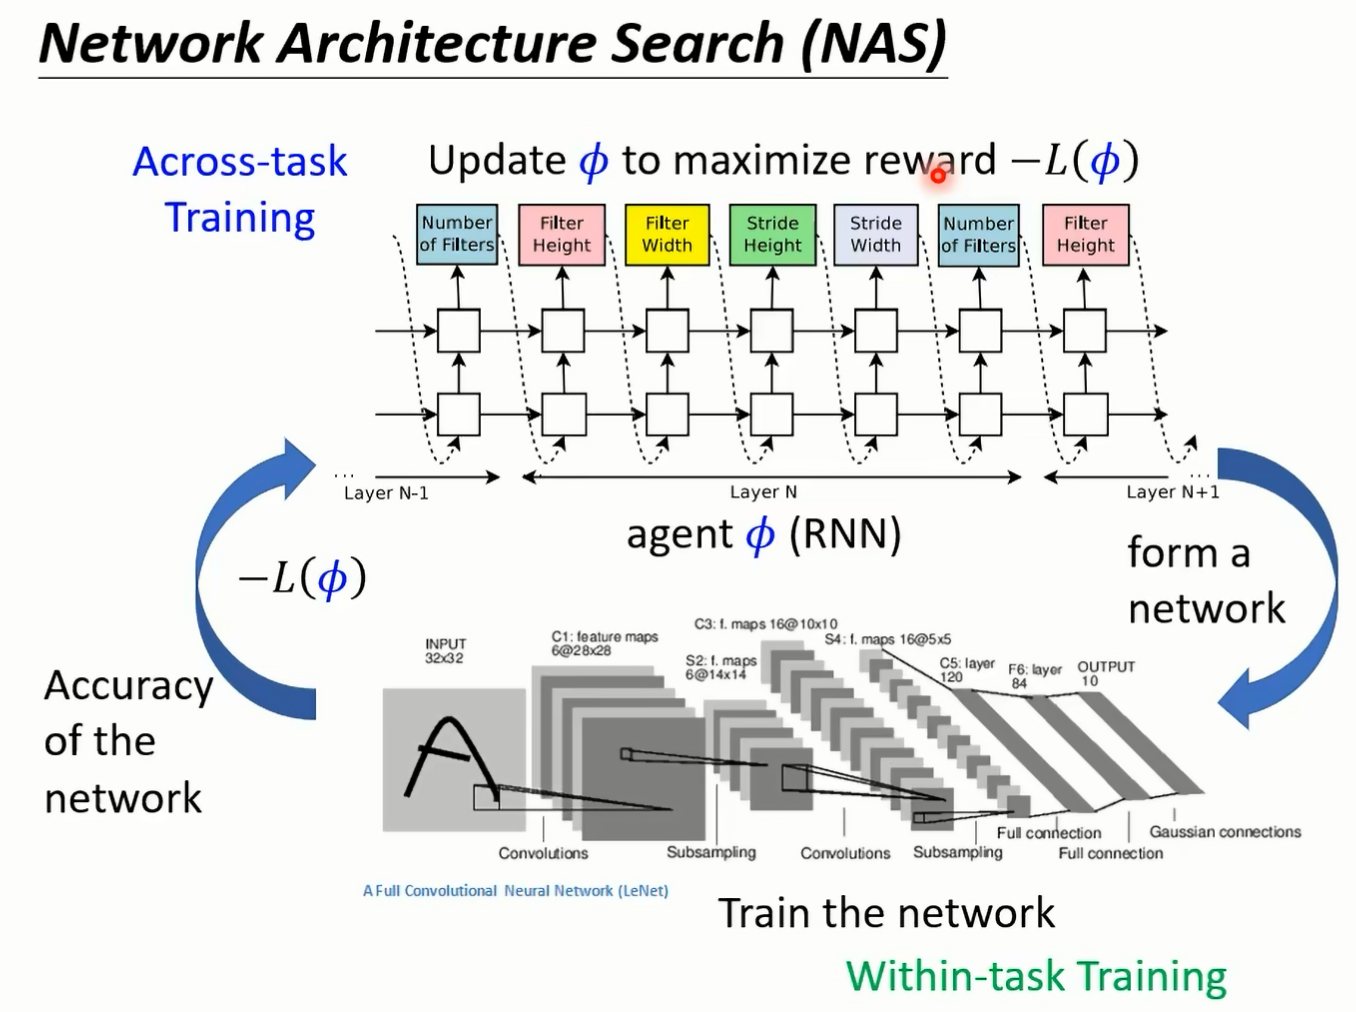 Network Architecture Search (NAS)
Across-task
Training
Update ϕ to maximize reward −L(ϕ)
Number
of Filters
Filter
Height
Filter
Width
Stride
Height
Stride
Width
Number
of Filters
Filter
Height
...
Layer N-1
Layer N
...
Layer N+1
agent ϕ (RNN)
−L(ϕ)
form a
network
Accuracy
of the
network
INPUT
32x32
C1: feature maps
6@28x28
S2: f. maps
6@14x14
C3: f. maps 16@10x10
S4: f. maps 16@5x5
C5: layer
120
F6: layer
84
OUTPUT
10
A
Convolutions
Subsampling
Convolutions
Subsampling
Full connection
Full connection
Gaussian connections
A Full Convolutional Neural Network (LeNet)
Train the network
Within-task Training